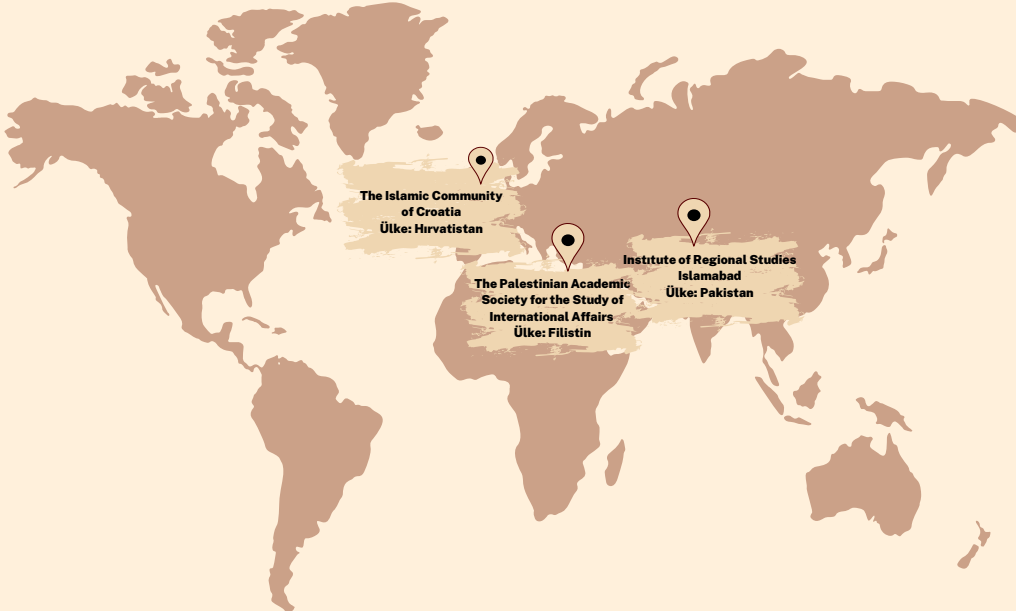 The Islamic Community
of Croatia
Ülke: Hırvatistan
The Palestinian Academic
Society for the Study of
International Affairs
Ülke: Filistin
Institute of Regional Studies
Islamabad
Ülke: Pakistan